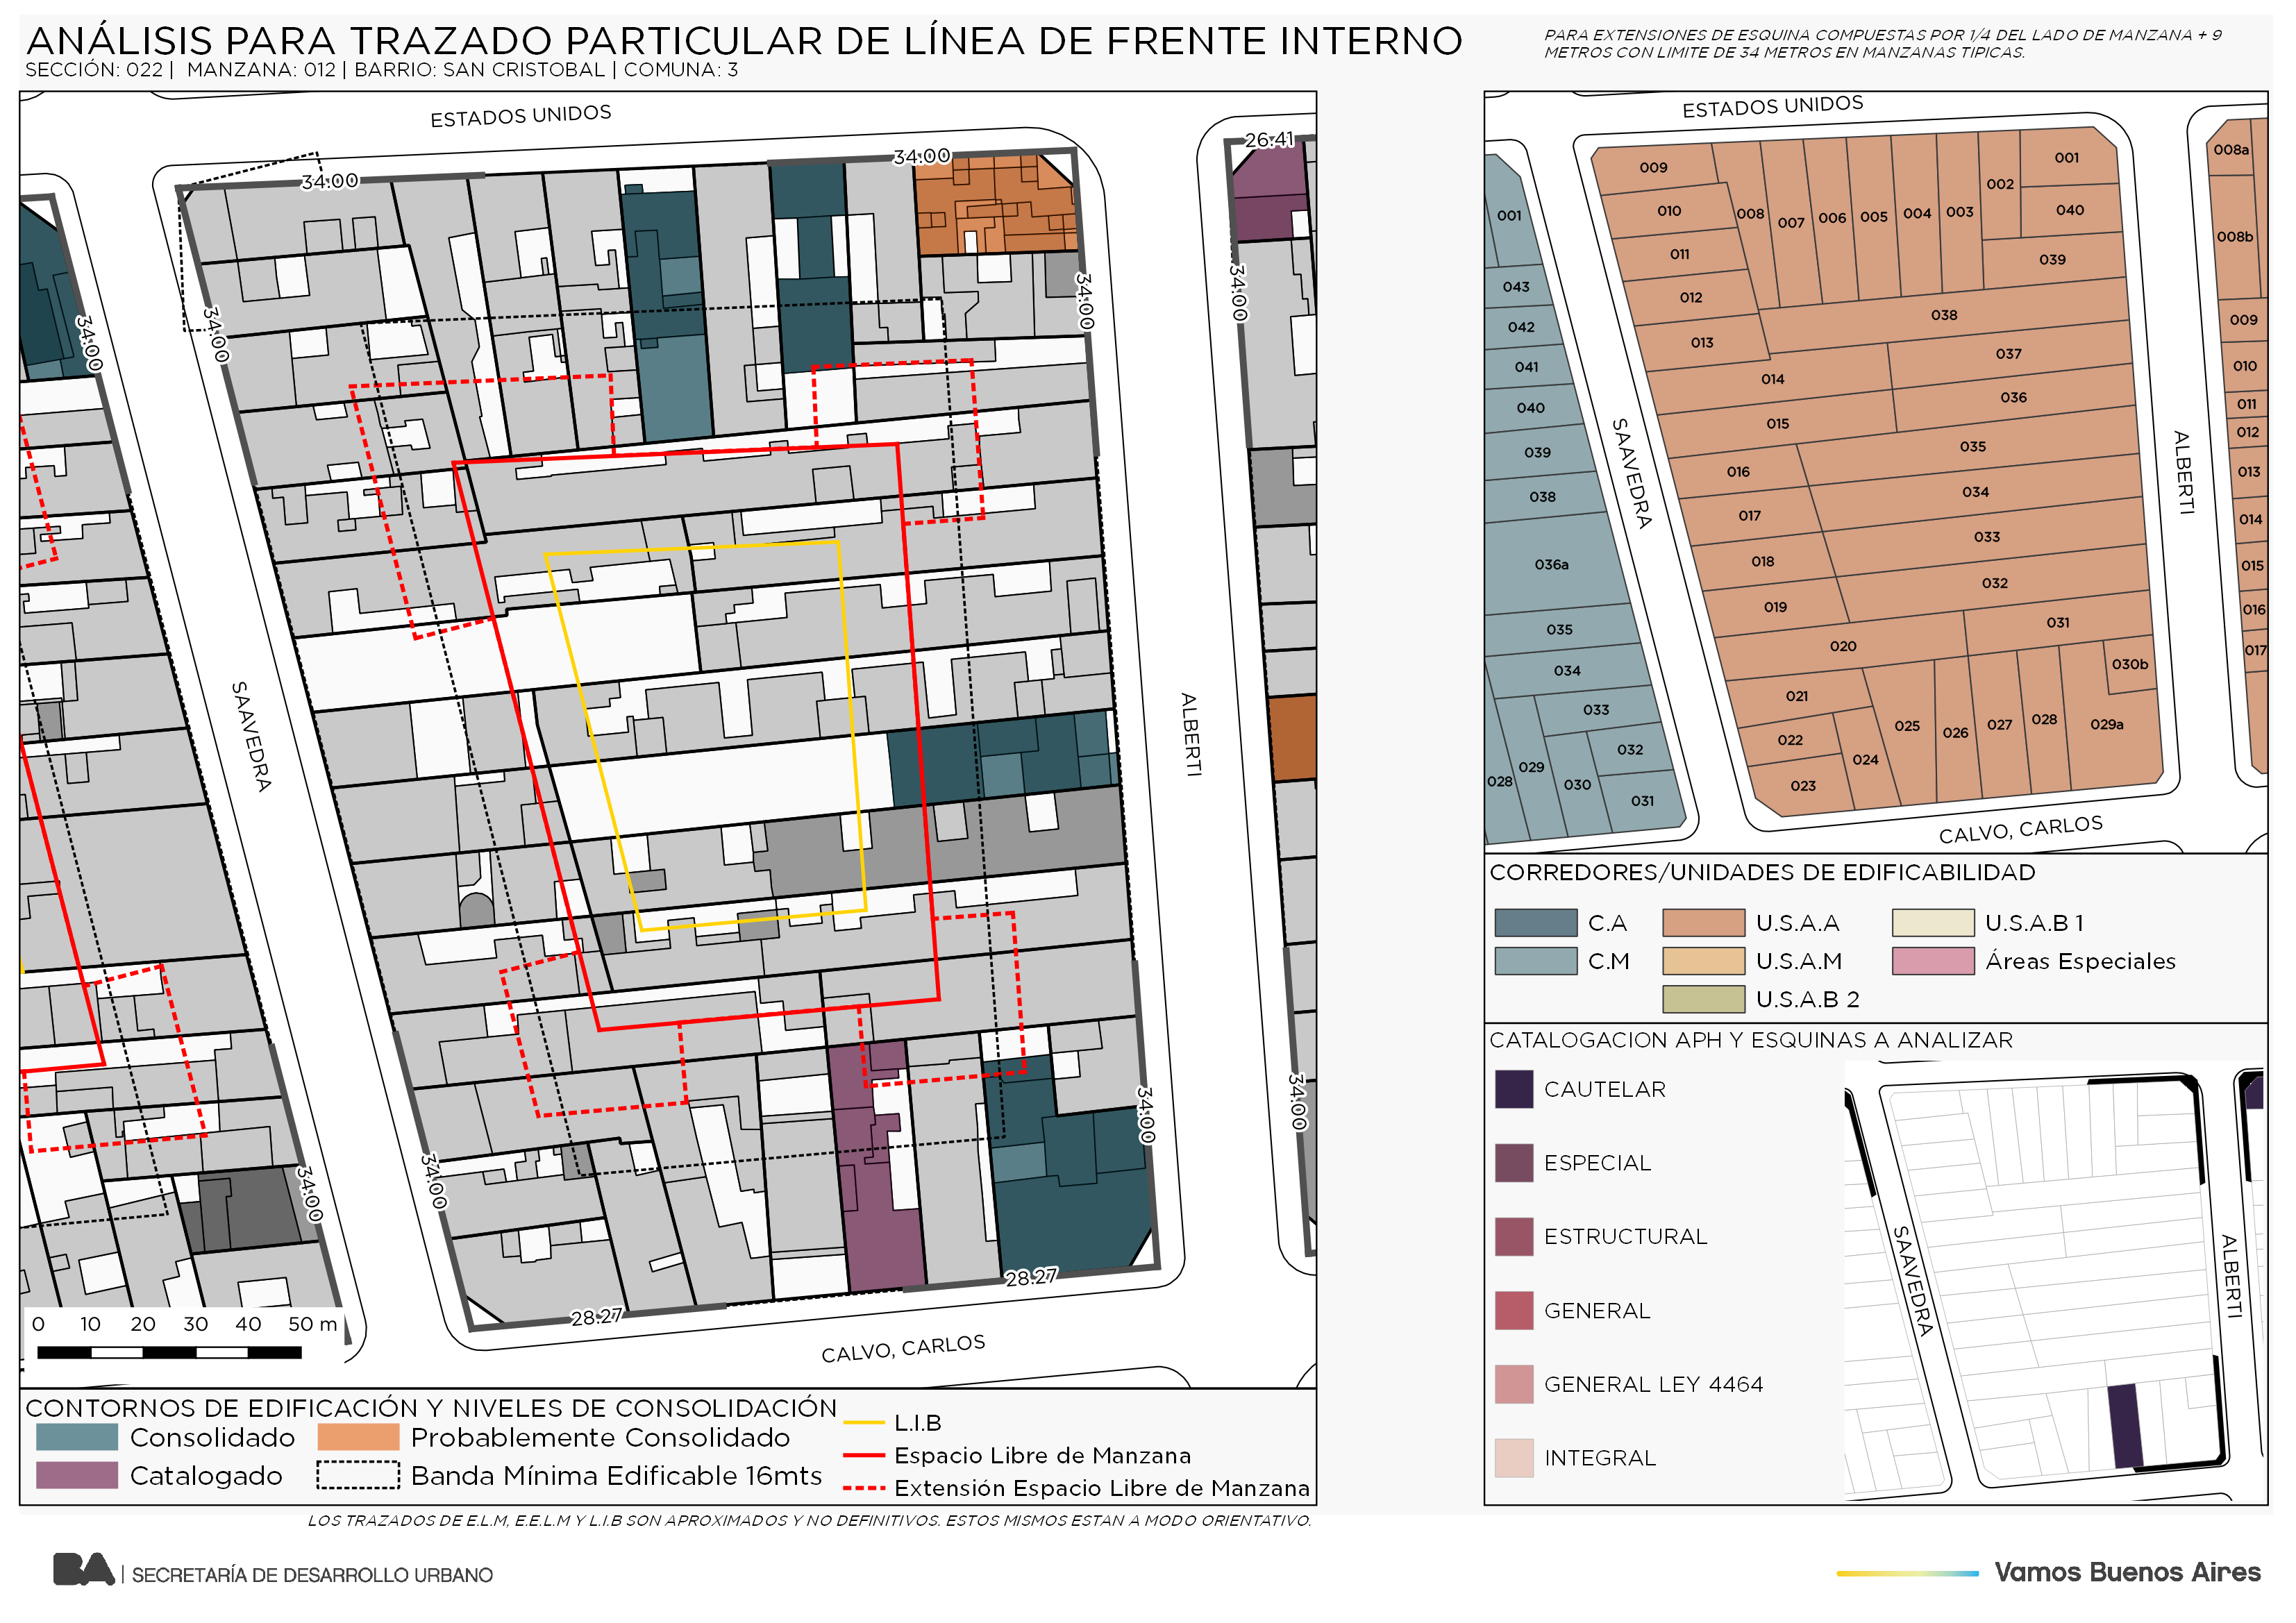 ANÁLISIS PARA TRAZADO PARTICULAR DE LÍNEA DE FRENTE INTERNO
SECCIÓN: 022 | MANZANA: 012 | BARRIO: SAN CRISTOBAL | COMUNA: 3
PARA EXTENSIONES DE ESQUINA COMPUESTAS POR 1/4 DEL LADO DE MANZANA + 9
METROS CON LIMITE DE 34 METROS EN MANZANAS TIPICAS.
ESTADOS UNIDOS
34.00
34.00
26.41
34.00
34.00
34.00
34.00
SAAVEDRA
ALBERTI
34.00
34.00
34.00
34.00
28.27
28.27
CALVO, CARLOS
0 10 20 30 40 50 m
CONTORNOS DE EDIFICACIÓN Y NIVELES DE CONSOLIDACIÓN
Consolidado
Probablemente Consolidado
Catalogado
Banda Mínima Edificable 16mts
L.I.B
Espacio Libre de Manzana
Extensión Espacio Libre de Manzana
LOS TRAZADOS DE E.L.M, E.E.L.M Y L.I.B SON APROXIMADOS Y NO DEFINITIVOS. ESTOS MISMOS ESTAN A MODO ORIENTATIVO.
ESTADOS UNIDOS
001
043
042
041
040
039
038
036a
035
034
033
032
031
030
029
028
SAAVEDRA
009
010
011
012
013
008
007
006
005
004
003
002
001
040
039
038
037
036
014
015
016
017
018
019
035
034
033
032
031
020
021
022
023
024
025
026
027
028
029a
030b
ALBERTI
008a
008b
009
010
011
012
013
014
015
016
017
CALVO, CARLOS
CORREDORES/UNIDADES DE EDIFICABILIDAD
C.A
C.M
U.S.A.A
U.S.A.M
U.S.A.B 2
U.S.A.B 1
Áreas Especiales
CATALOGACION APH Y ESQUINAS A ANALIZAR
CAUTELAR
ESPECIAL
ESTRUCTURAL
GENERAL
GENERAL LEY 4464
INTEGRAL
SAAVEDRA
ALBERTI
BA | SECRETARÍA DE DESARROLLO URBANO
Vamos Buenos Aires